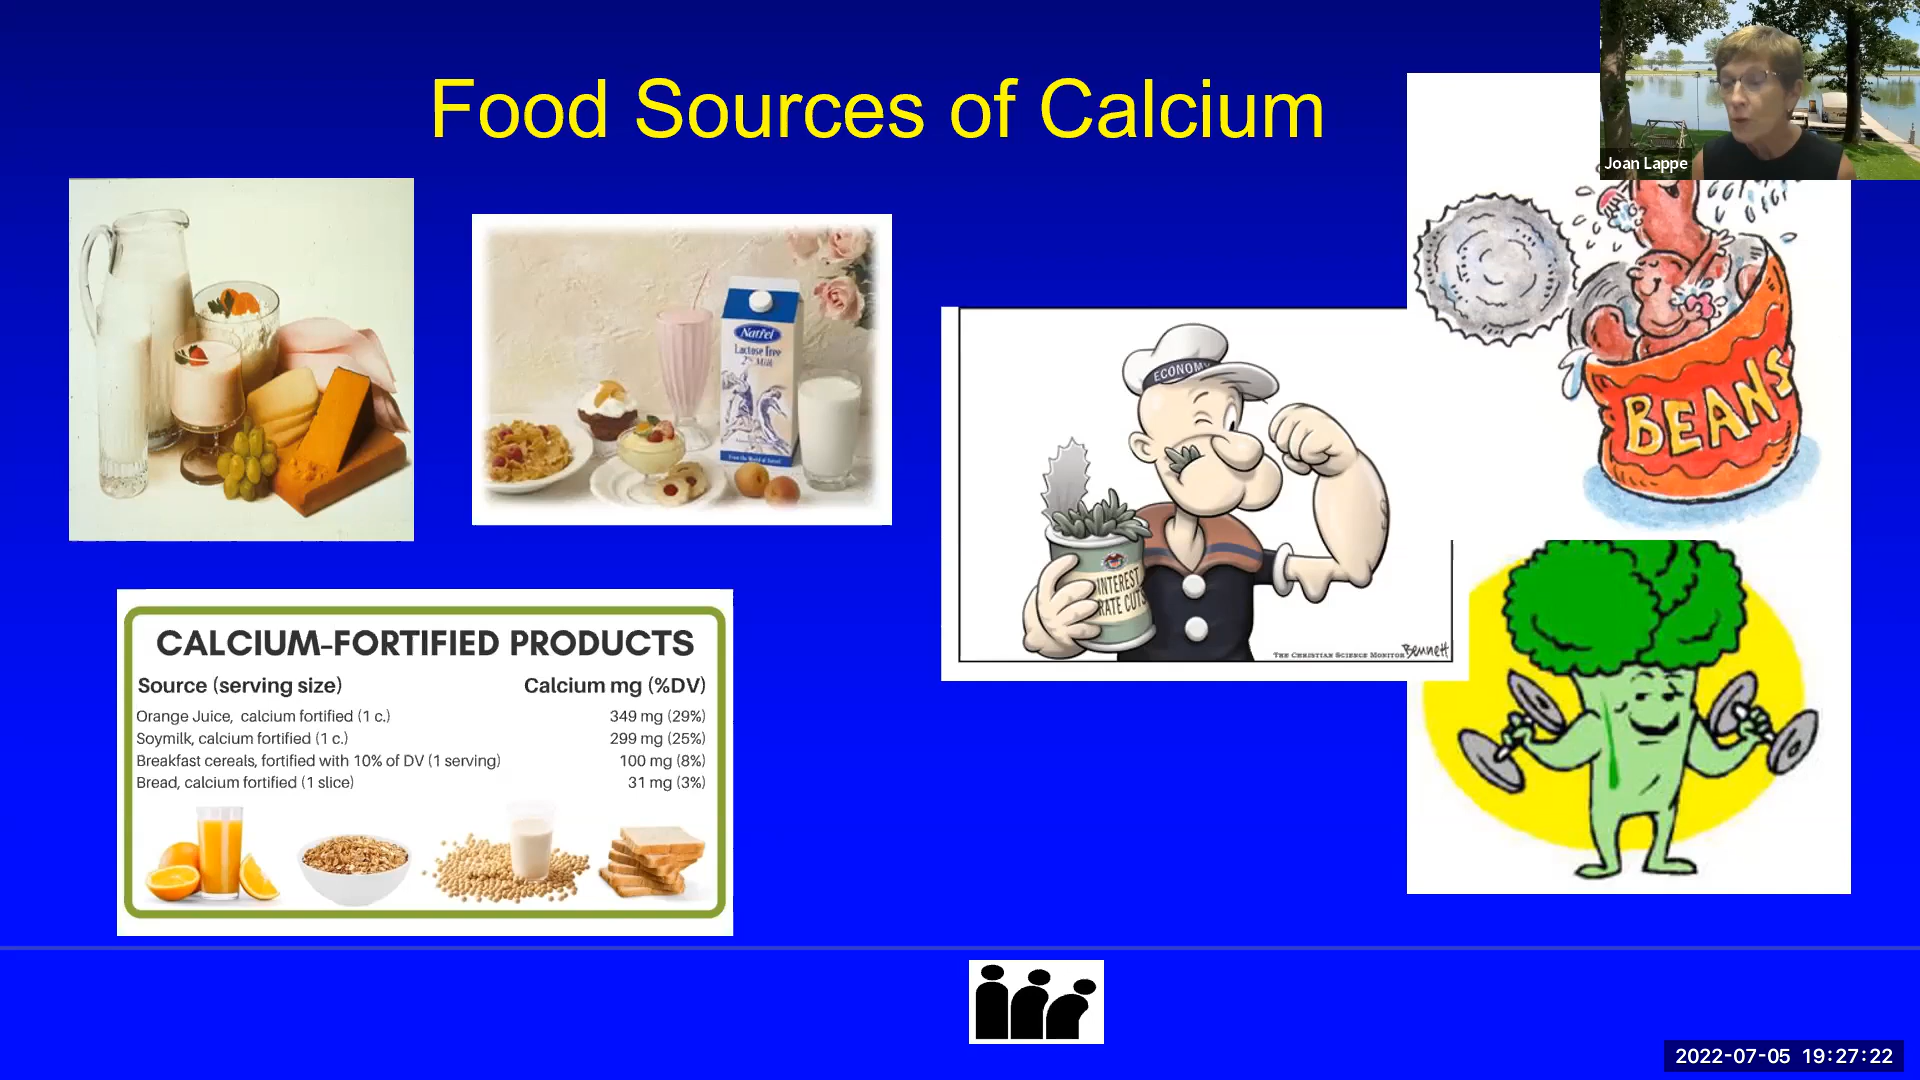 Food Sources of Calcium
Joan Lappe
Natrel
Lactose Free
2% Milk
ECONOMY
INTEREST
RATE CUTS
THE CHRISTIAN SCIENCE MONITOR
Bennett
BEANS
CALCIUM-FORTIFIED PRODUCTS
Source (serving size) Calcium mg (%DV)
Orange Juice, calcium fortified (1 c.) 349 mg (29%)
Soymilk, calcium fortified (1 c.) 299 mg (25%)
Breakfast cereals, fortified with 10% of DV (1 serving) 100 mg (8%)
Bread, calcium fortified (1 slice) 31 mg (3%)
2022-07-05 19:27:22